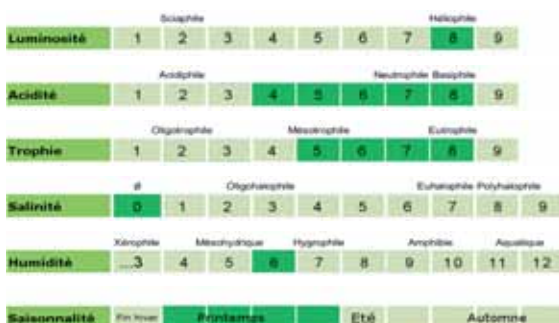 Sciaphile Héliophile
Luminosité 1 2 3 4 5 6 7 8 9
Acidiphile Neutrophile Basiphile
Acidité 1 2 3 4 5 6 7 8 9
Oligotrophile Mésotrophile Eutrophile
Trophie 1 2 3 4 5 6 7 8 9
Ø Oligohalophile Euhalophile Polyhalophile
Salinité 0 1 2 3 4 5 6 7 8 9
Xérophile Mésohydrique Hygrophile Amphibie Aquatique
Humidité ...3 4 5 6 7 8 9 10 11 12
Saisonnalité Fin hiver Printemps Eté Automne